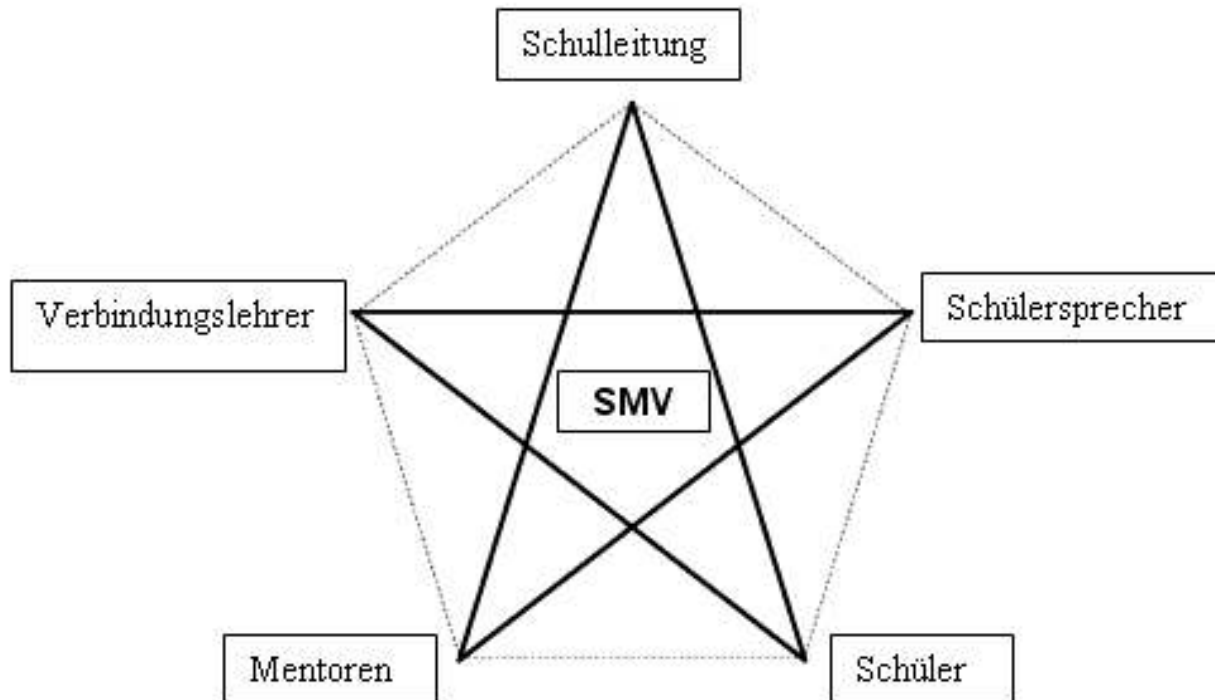 Schulleitung
Verbindungslehrer
Schülersprecher
SMV
Mentoren
Schüler